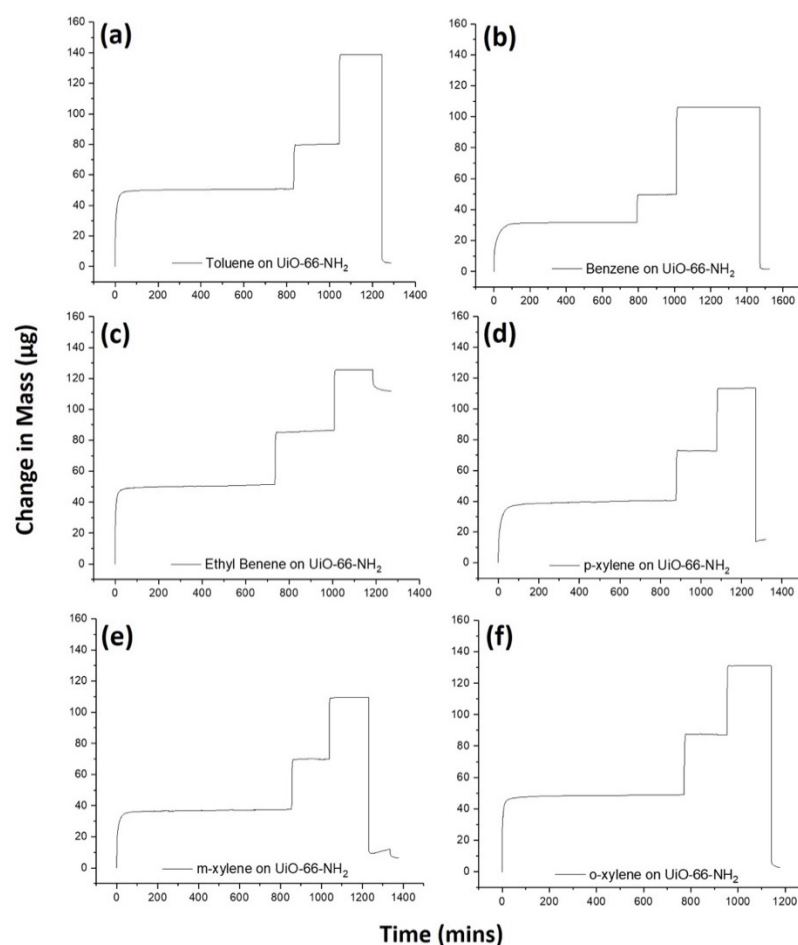 (a)
160
140
120
100
80
60
40
20
0
Toluene on UiO-66-NH2
0 200 400 600 800 1000 1200 1400
(b)
160
140
120
100
80
60
40
20
0
Benzene on UiO-66-NH2
0 200 400 600 800 1000 1200 1400 1600
(c)
160
140
120
100
80
60
40
20
0
Ethyl Benene on UiO-66-NH2
0 200 400 600 800 1000 1200 1400
(d)
160
140
120
100
80
60
40
20
0
p-xylene on UiO-66-NH2
0 200 400 600 800 1000 1200 1400
(e)
160
140
120
100
80
60
40
20
0
m-xylene on UiO-66-NH2
0 200 400 600 800 1000 1200 1400
(f)
160
140
120
100
80
60
40
20
0
o-xylene on UiO-66-NH2
0 200 400 600 800 1000 1200
Change in Mass (µg)
Time (mins)